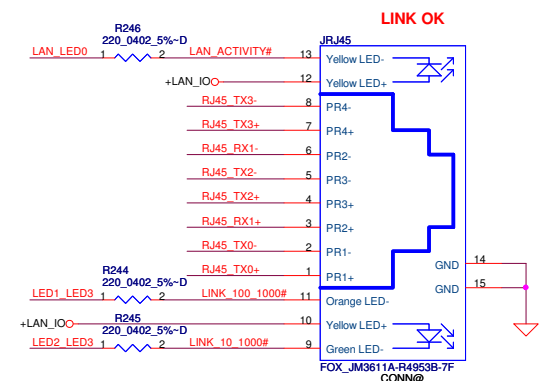 LINK OK
R246
220_0402_5%~D
JRJ45
LAN_LED0 1 2 LAN_ACTIVITY# 13 Yellow LED-
+LAN_IO 12 Yellow LED+
RJ45_TX3- 8 PR4-
RJ45_TX3+ 7 PR4+
RJ45_RX1- 6 PR2-
RJ45_TX2- 5 PR3-
RJ45_TX2+ 4 PR3+
RJ45_RX1+ 3 PR2+
RJ45_TX0- 2 PR1-
RJ45_TX0+ 1 PR1+
GND 14
GND 15
R244
220_0402_5%~D
LED1_LED3 1 2 LINK_100_1000# 11 Orange LED-
+LAN_IO 10 Yellow LED+
R245
220_0402_5%~D
LED2_LED3 1 2 LINK_10_1000# 9 Green LED-
FOX_JM3611A-R4953B-7F
CONN@